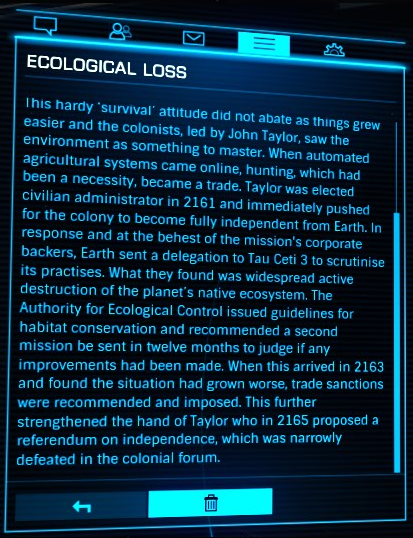 ECOLOGICAL LOSS
This hardy 'survival' attitude did not abate as things grew
easier and the colonists, led by John Taylor, saw the
environment as something to master. When automated
agricultural systems came online, hunting, which had
been a necessity, became a trade. Taylor was elected
civilian administrator in 2161 and immediately pushed
for the colony to become fully independent from Earth. In
response and at the behest of the mission's corporate
backers, Earth sent a delegation to Tau Ceti 3 to scrutinise
its practises. What they found was widespread active
destruction of the planet's native ecosystem. The
Authority for Ecological Control issued guidelines for
habitat conservation and recommended a second
mission be sent in twelve months to judge if any
improvements had been made. When this arrived in 2163
and found the situation had grown worse, trade sanctions
were recommended and imposed. This further
strengthened the hand of Taylor who in 2165 proposed a
referendum on independence, which was narrowly
defeated in the colonial forum.